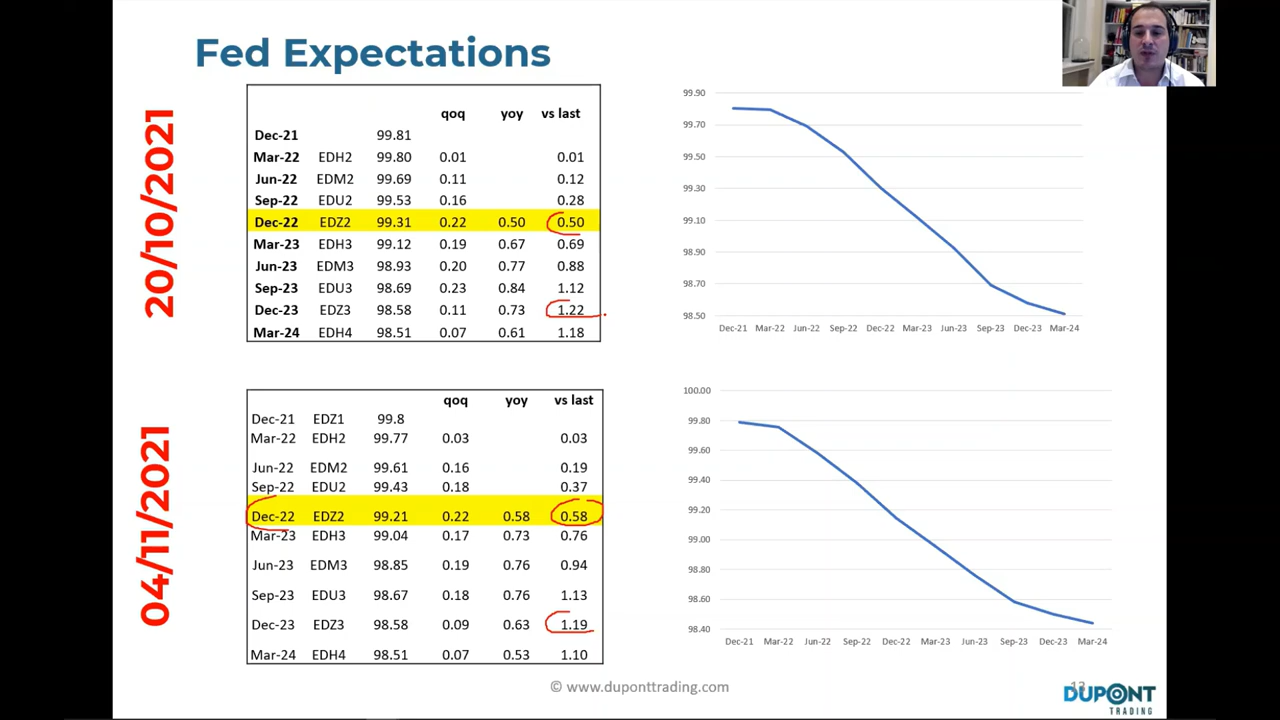 Fed Expectations
20/10/2021
qoq yoy vs last
Dec-21 99.81
Mar-22 EDH2 99.80 0.01 0.01
Jun-22 EDM2 99.69 0.11 0.12
Sep-22 EDU2 99.53 0.16 0.28
Dec-22 EDZ2 99.31 0.22 0.50 0.50
Mar-23 EDH3 99.12 0.19 0.67 0.69
Jun-23 EDM3 98.93 0.20 0.77 0.88
Sep-23 EDU3 98.69 0.23 0.84 1.12
Dec-23 EDZ3 98.58 0.11 0.73 1.22
Mar-24 EDH4 98.51 0.07 0.61 1.18
99.90
99.70
99.50
99.30
99.10
98.90
98.70
98.50
Dec-21 Mar-22 Jun-22 Sep-22 Dec-22 Mar-23 Jun-23 Sep-23 Dec-23 Mar-24
04/11/2021
qoq yoy vs last
Dec-21 EDZ1 99.8
Mar-22 EDH2 99.77 0.03 0.03
Jun-22 EDM2 99.61 0.16 0.19
Sep-22 EDU2 99.43 0.18 0.37
Dec-22 EDZ2 99.21 0.22 0.58 0.58
Mar-23 EDH3 99.04 0.17 0.73 0.76
Jun-23 EDM3 98.85 0.19 0.76 0.94
Sep-23 EDU3 98.67 0.18 0.76 1.13
Dec-23 EDZ3 98.58 0.09 0.63 1.19
Mar-24 EDH4 98.51 0.07 0.53 1.10
100.00
99.80
99.60
99.40
99.20
99.00
98.80
98.60
98.40
Dec-21 Mar-22 Jun-22 Sep-22 Dec-22 Mar-23 Jun-23 Sep-23 Dec-23 Mar-24
© www.duponttrading.com
DUPONT
TRADING